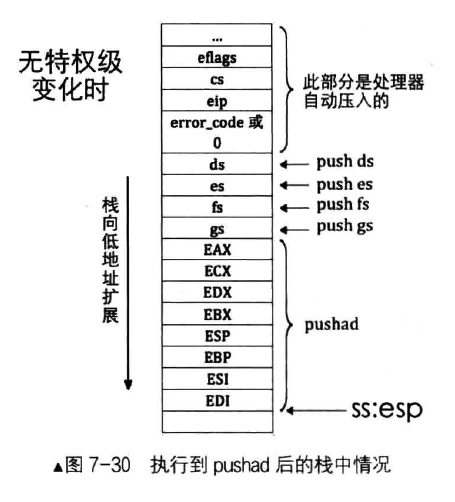 无特权级
变化时
...
eflags
cs
eip
error_code 或
0
此部分是处理器
自动压入的
ds
push ds
es
push es
fs
push fs
gs
push gs
栈向低地址扩展
EAX
ECX
EDX
EBX
ESP
EBP
ESI
EDI
pushad
ss:esp
▲图 7-30 执行到 pushad 后的栈中情况